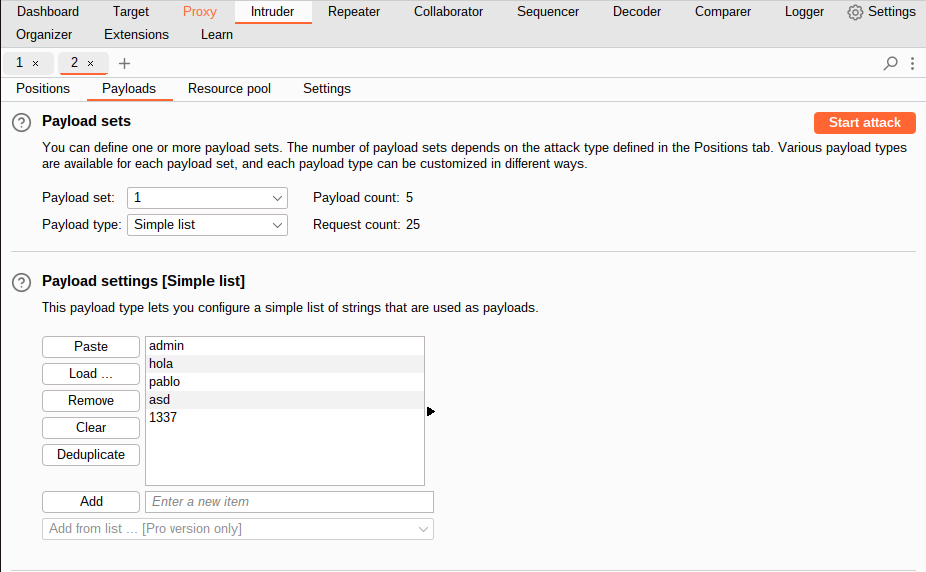 Dashboard Target Proxy Intruder Repeater Collaborator Sequencer Decoder Comparer Logger Settings
Organizer Extensions Learn
1 × 2 × +
Positions Payloads Resource pool Settings
? Payload sets Start attack
You can define one or more payload sets. The number of payload sets depends on the attack type defined in the Positions tab. Various payload types
are available for each payload set, and each payload type can be customized in different ways.
Payload set: 1 Payload count: 5
Payload type: Simple list Request count: 25
? Payload settings [Simple list]
This payload type lets you configure a simple list of strings that are used as payloads.
Paste admin
hola
Load ... pablo
Remove asd
1337
Clear
Deduplicate
Add Enter a new item
Add from list ... [Pro version only]